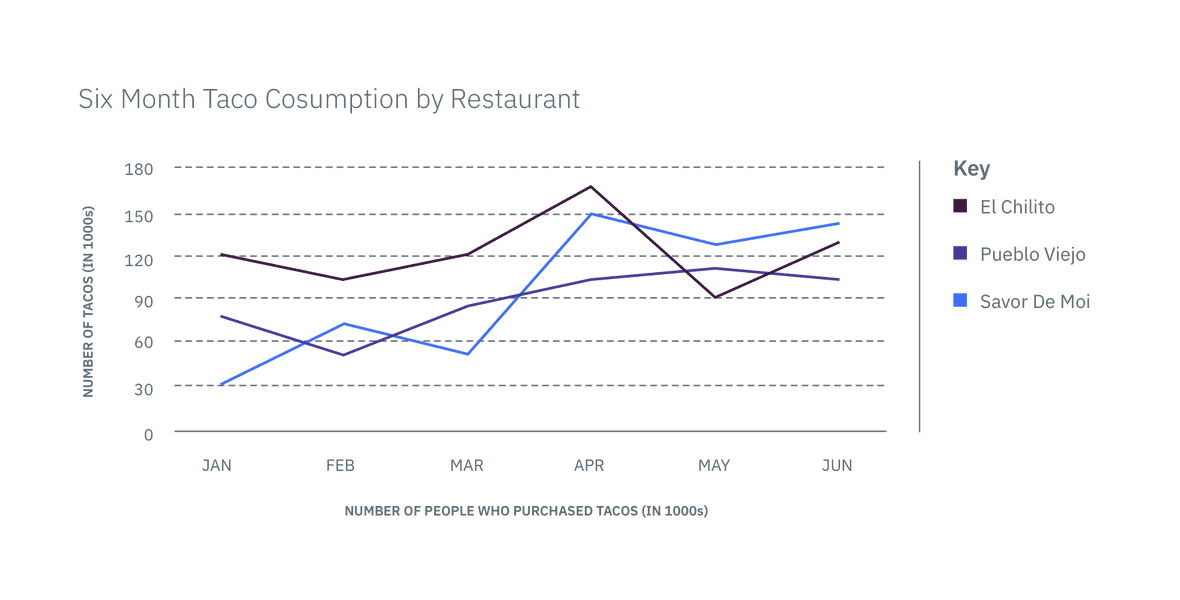 Six Month Taco Cosumption by Restaurant
NUMBER OF TACOS (IN 1000s)
180
150
120
90
60
30
0
JAN FEB MAR APR MAY JUN
NUMBER OF PEOPLE WHO PURCHASED TACOS (IN 1000s)
Key
El Chilito
Pueblo Viejo
Savor De Moi